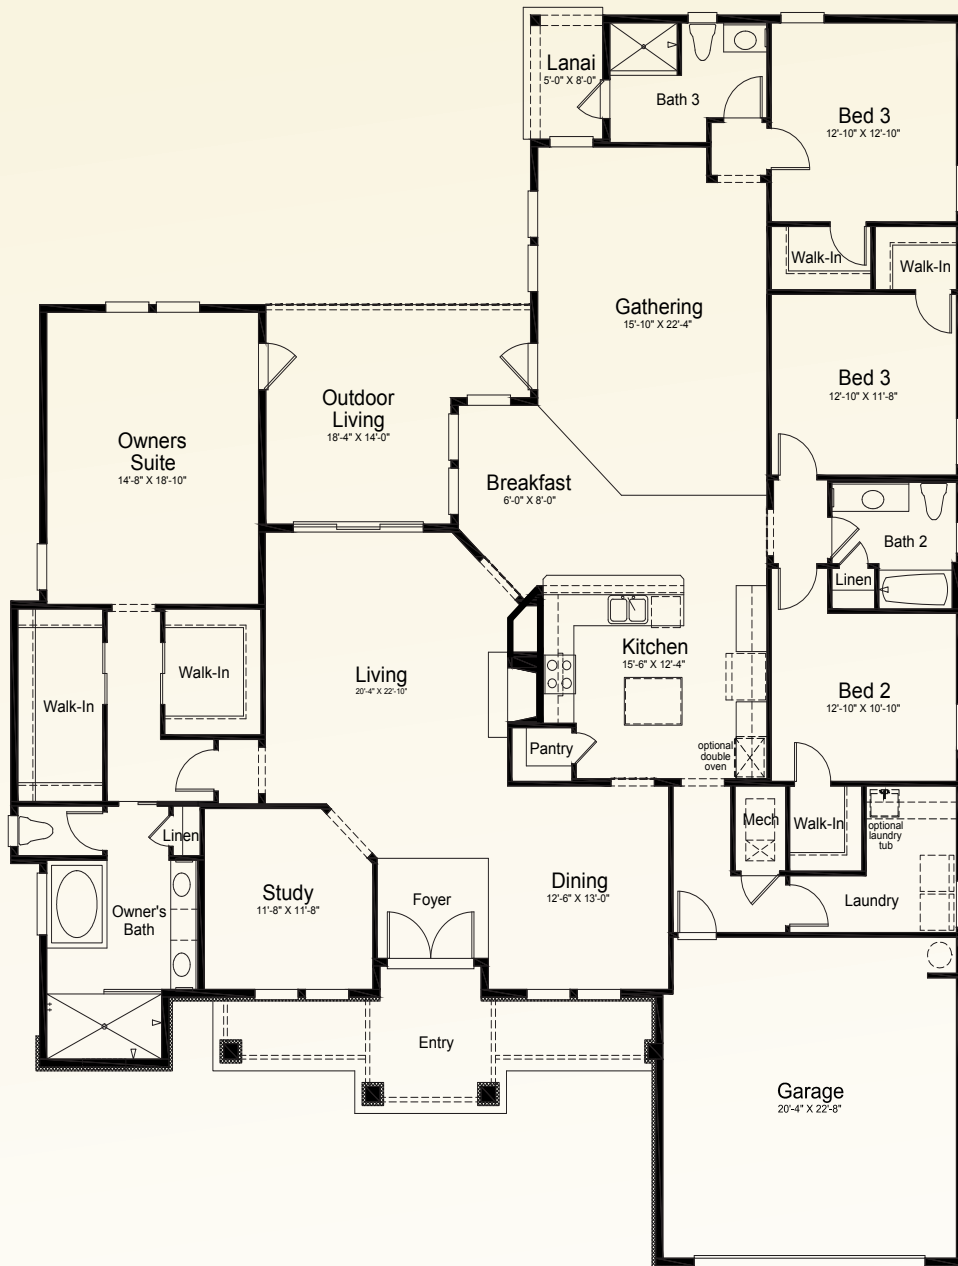 Lanai
5'-0" X 8'-0"
Bath 3
Bed 3
12'-10" X 12'-10"
Walk-In
Walk-In
Gathering
15'-10" X 22'-4"
Bed 3
12'-10" X 11'-8"
Outdoor
Living
18'-4" X 14'-0"
Owners
Suite
14'-8" X 18'-10"
Breakfast
6'-0" X 8'-0"
Bath 2
Linen
Kitchen
15'-6" X 12'-4"
Living
20'-4" X 22'-10"
Walk-In
Walk-In
Bed 2
12'-10" X 10'-10"
Pantry
optional
double
oven
Mech
Walk-In
optional
laundry
tub
Linen
Study
11'-8" X 11'-8"
Foyer
Dining
12'-6" X 13'-0"
Laundry
Owner's
Bath
Entry
Garage
20'-4" X 22'-8"